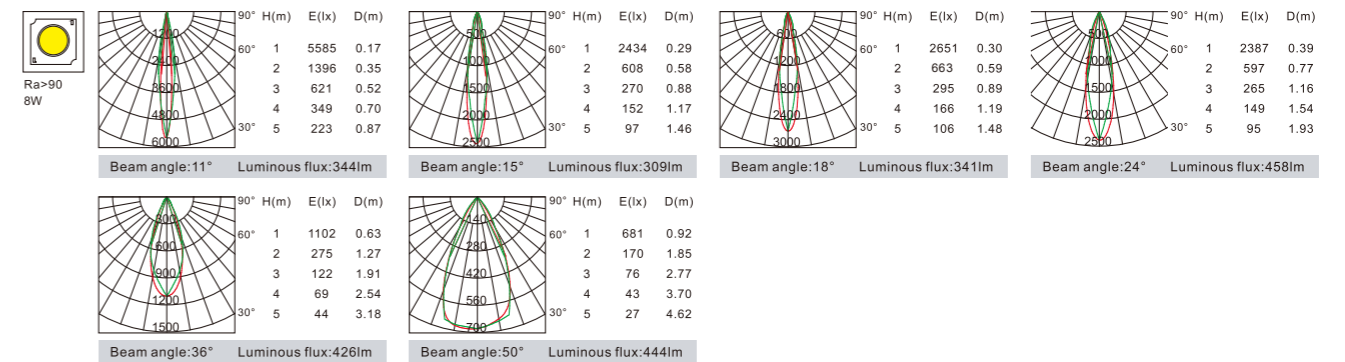 Ra>90
8W
1200
2400
3600
4800
6000
90°
60°
30°
H(m) E(lx) D(m)
1 5585 0.17
2 1396 0.35
3 621 0.52
4 349 0.70
5 223 0.87
Beam angle:11° Luminous flux:344lm
500
1000
1500
2000
2500
90°
60°
30°
H(m) E(lx) D(m)
1 2434 0.29
2 608 0.58
3 270 0.88
4 152 1.17
5 97 1.46
Beam angle:15° Luminous flux:309lm
600
1200
1800
2400
3000
90°
60°
30°
H(m) E(lx) D(m)
1 2651 0.30
2 663 0.59
3 295 0.89
4 166 1.19
5 106 1.48
Beam angle:18° Luminous flux:341lm
500
1000
1500
2000
2500
90°
60°
30°
H(m) E(lx) D(m)
1 2387 0.39
2 597 0.77
3 265 1.16
4 149 1.54
5 95 1.93
Beam angle:24° Luminous flux:458lm
300
600
900
1200
1500
90°
60°
30°
H(m) E(lx) D(m)
1 1102 0.63
2 275 1.27
3 122 1.91
4 69 2.54
5 44 3.18
Beam angle:36° Luminous flux:426lm
140
280
420
560
700
90°
60°
30°
H(m) E(lx) D(m)
1 681 0.92
2 170 1.85
3 76 2.77
4 43 3.70
5 27 4.62
Beam angle:50° Luminous flux:444lm